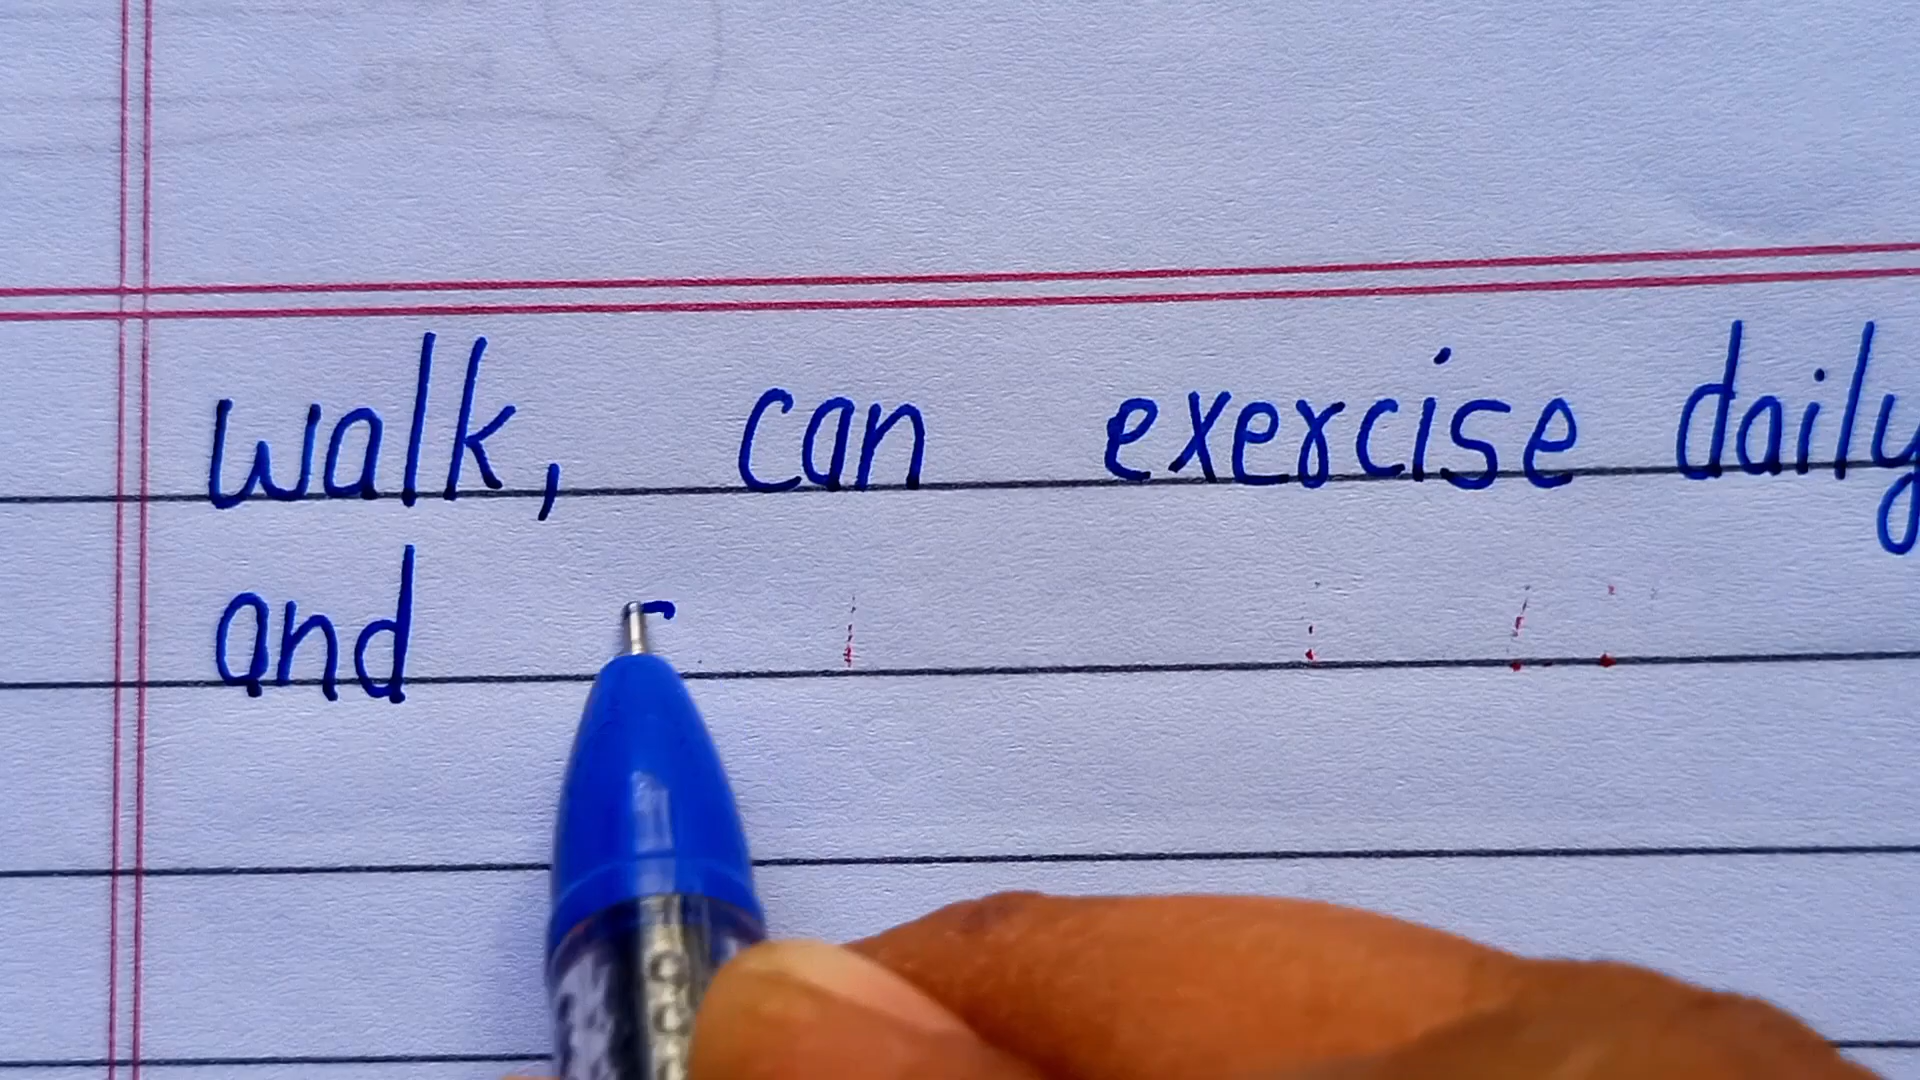 walk, can exercise daily
and